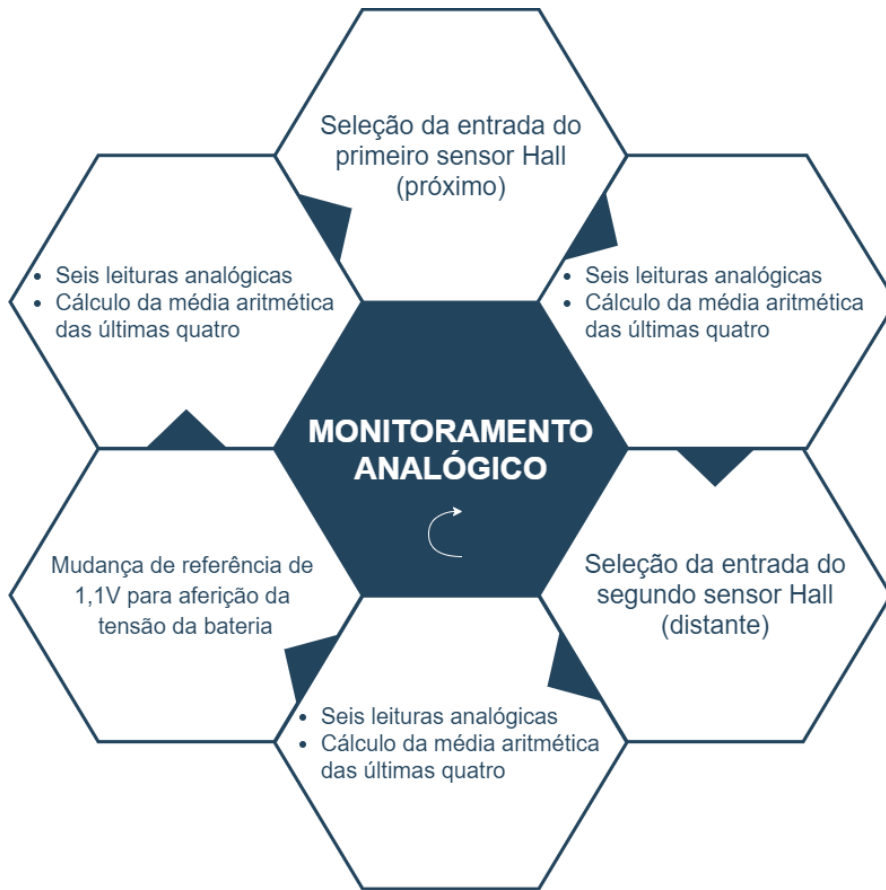 Seleção da entrada do
primeiro sensor Hall
(próximo)
• Seis leituras analógicas
• Cálculo da média aritmética
das últimas quatro
Seleção da entrada do
segundo sensor Hall
(distante)
• Seis leituras analógicas
• Cálculo da média aritmética
das últimas quatro
Mudança de referência de
1,1V para aferição da
tensão da bateria
• Seis leituras analógicas
• Cálculo da média aritmética
das últimas quatro
MONITORAMENTO
ANALÓGICO